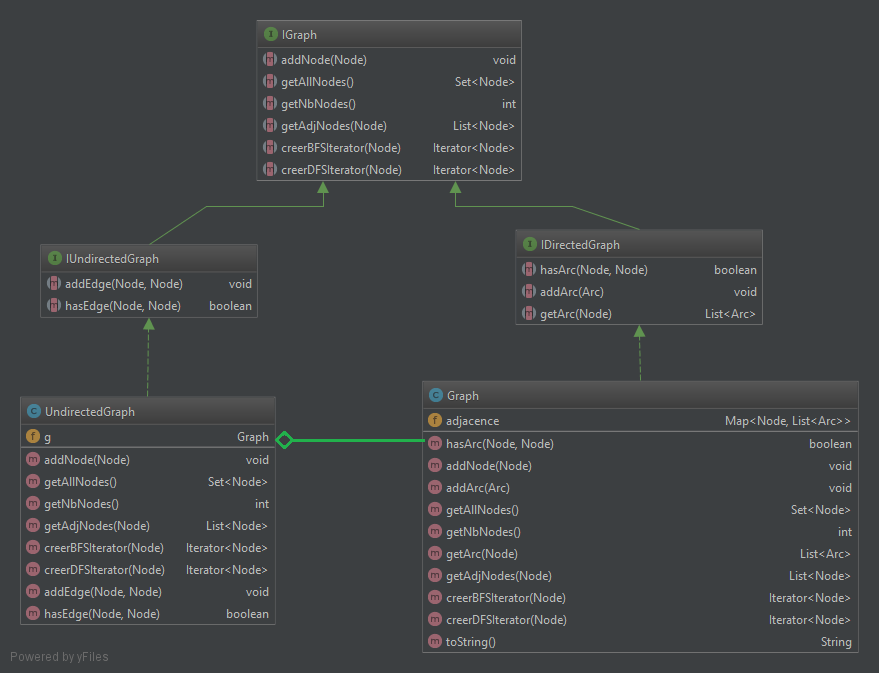 IGraph
addNode(Node) void
getAllNodes() Set<Node>
getNbNodes() int
getAdjNodes(Node) List<Node>
creerBFSIterator(Node) Iterator<Node>
creerDFSIterator(Node) Iterator<Node>
IUndirectedGraph
addEdge(Node, Node) void
hasEdge(Node, Node) boolean
IDirectedGraph
hasArc(Node, Node) boolean
addArc(Arc) void
getArc(Node) List<Arc>
UndirectedGraph
g Graph
addNode(Node) void
getAllNodes() Set<Node>
getNbNodes() int
getAdjNodes(Node) List<Node>
creerBFSIterator(Node) Iterator<Node>
creerDFSIterator(Node) Iterator<Node>
addEdge(Node, Node) void
hasEdge(Node, Node) boolean
Graph
adjacence Map<Node, List<Arc>>
hasArc(Node, Node) boolean
addNode(Node) void
addArc(Arc) void
getAllNodes() Set<Node>
getNbNodes() int
getArc(Node) List<Arc>
getAdjNodes(Node) List<Node>
creerBFSIterator(Node) Iterator<Node>
creerDFSIterator(Node) Iterator<Node>
toString() String
Powered by yFiles